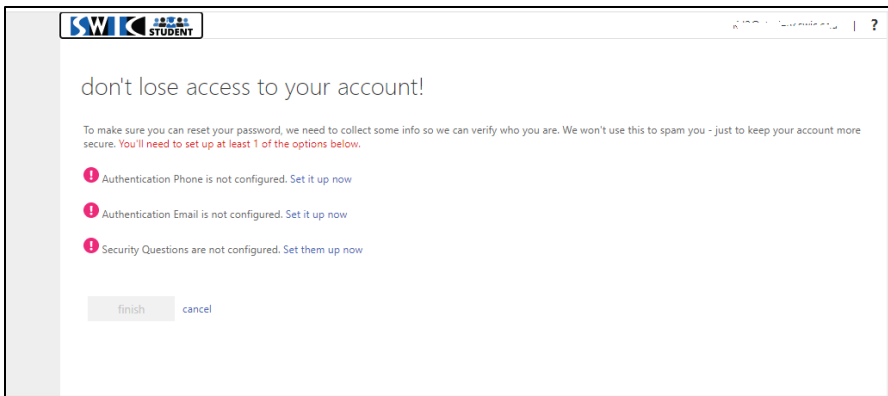 SWIC STUDENT
| ?
don't lose access to your account!
To make sure you can reset your password, we need to collect some info so we can verify who you are. We won't use this to spam you - just to keep your account more
secure. You'll need to set up at least 1 of the options below.
! Authentication Phone is not configured. Set it up now
! Authentication Email is not configured. Set it up now
! Security Questions are not configured. Set them up now
finish cancel